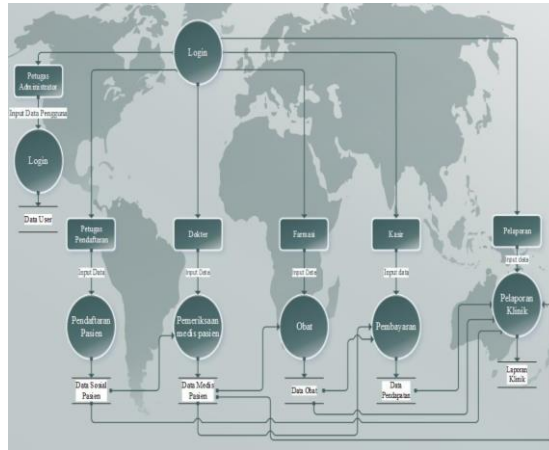 Login
Petugas
Administrator
Input Data Pengguna
Login
Data User
Petugas
Pendaftaran
Dokter
Farmasi
Kasir
Pelaporan
Input Data
Input Data
Input Data
Input data
Input data
Pendaftaran
Pasien
Pemeriksaan
medis pasien
Obat
Pembayaran
Pelaporan
Klinik
Data Sosial
Pasien
Data Medis
Pasien
Data Obat
Data
Pendapatan
Laporan
Klinik